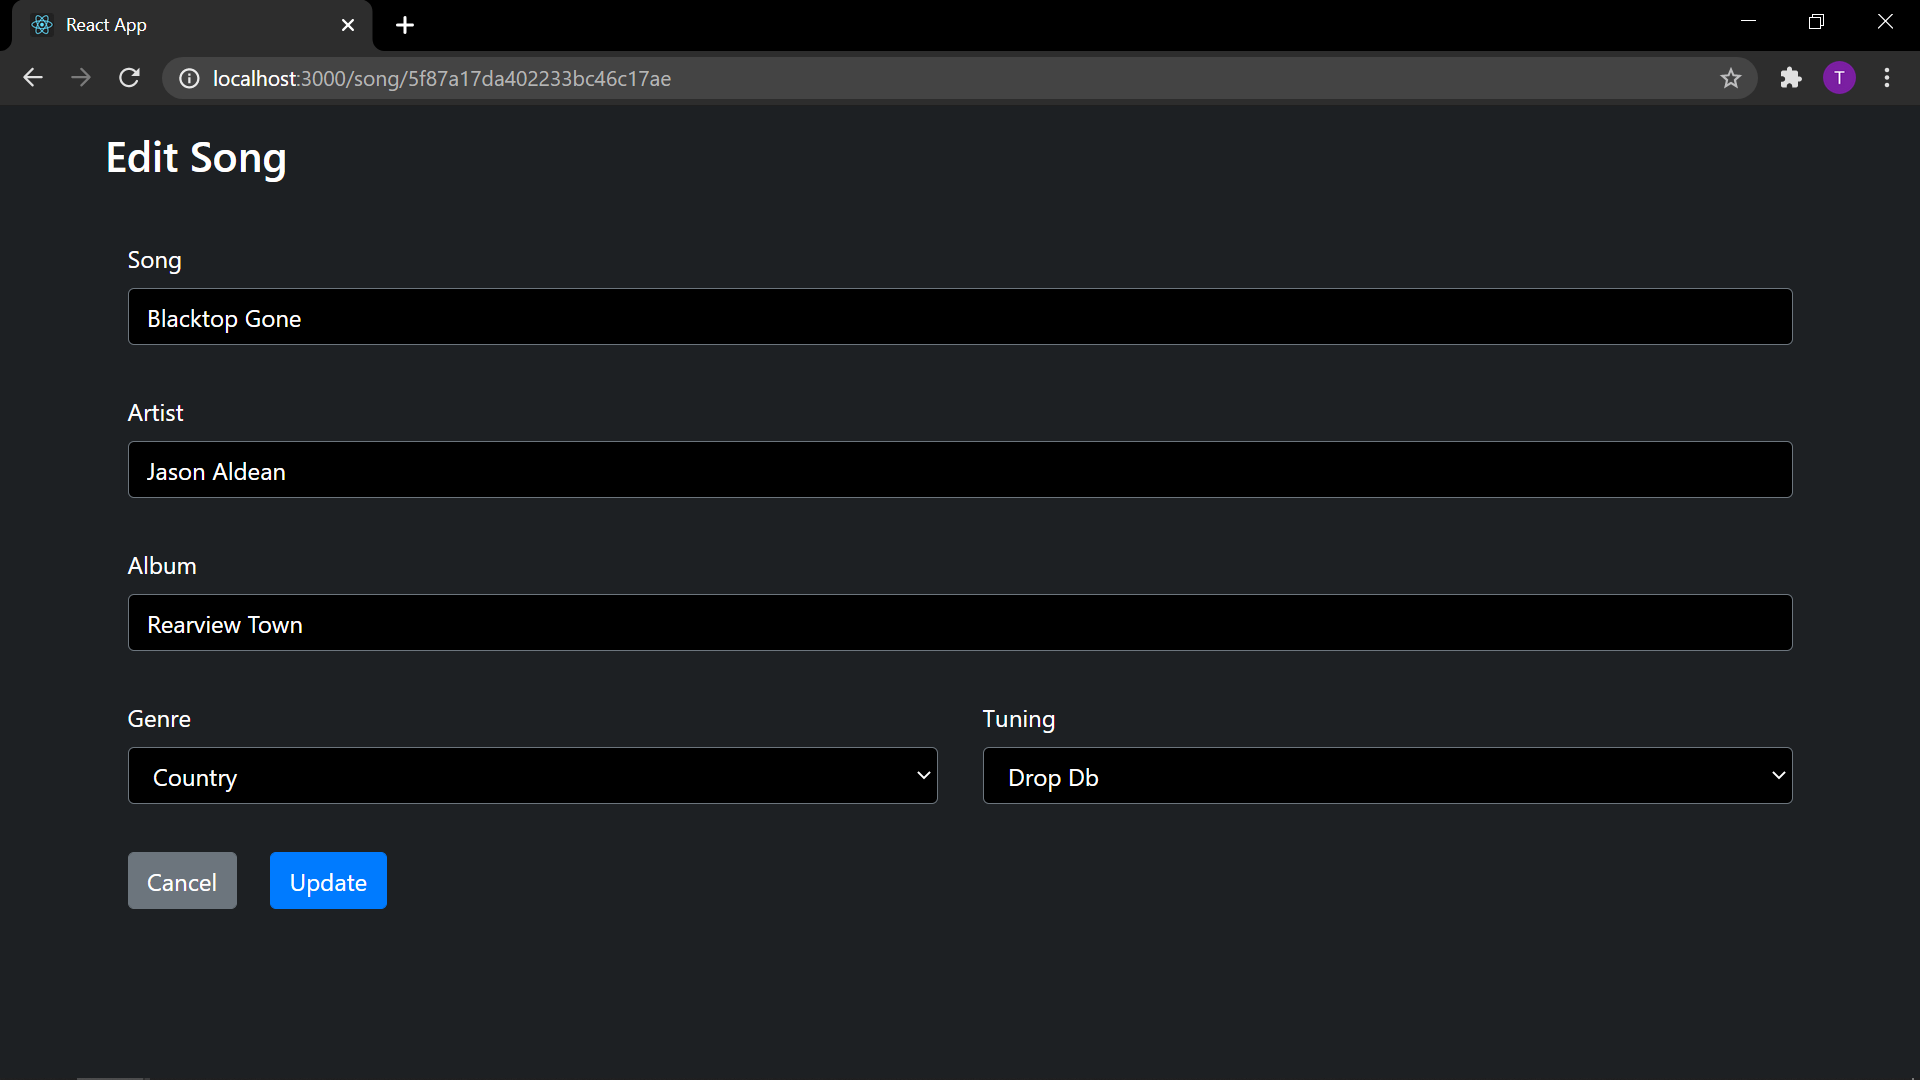 React App
localhost:3000/song/5f87a17da402233bc46c17ae
T
Edit Song
Song
Blacktop Gone
Artist
Jason Aldean
Album
Rearview Town
Genre
Tuning
Country
Drop Db
Cancel
Update